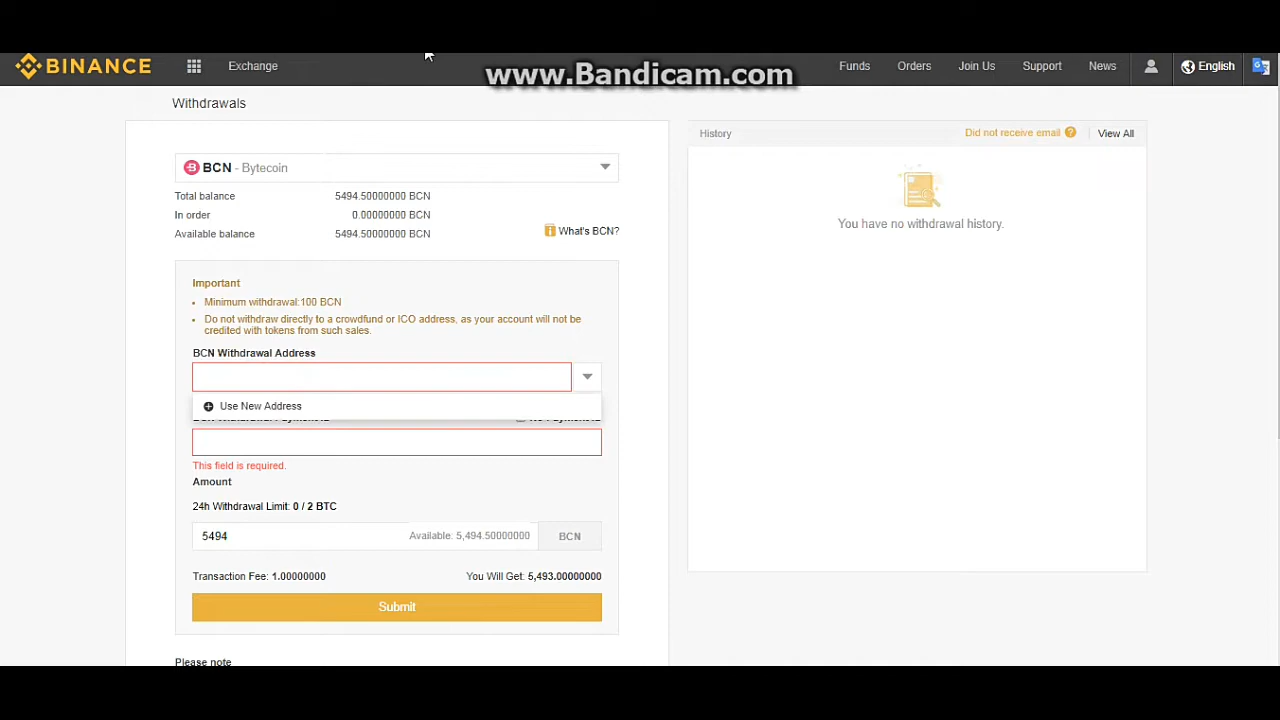 BINANCE
Exchange
www.Bandicam.com
Funds
Orders
Join Us
Support
News
English
Withdrawals
BCN - Bytecoin
Total balance 5494.50000000 BCN
In order 0.00000000 BCN
Available balance 5494.50000000 BCN
What's BCN?
Important
Minimum withdrawal:100 BCN
Do not withdraw directly to a crowdfund or ICO address, as your account will not be
credited with tokens from such sales.
BCN Withdrawal Address
Use New Address
This field is required.
Amount
24h Withdrawal Limit: 0 / 2 BTC
5494 Available: 5,494.50000000 BCN
Transaction Fee: 1.00000000 You Will Get: 5,493.00000000
Submit
Please note
History
Did not receive email ?
View All
You have no withdrawal history.